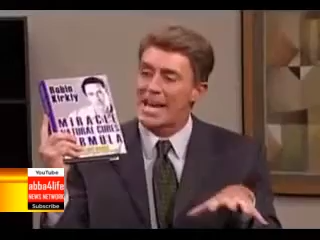 Robin
Kirkly
MIRACLE
NATURAL CURES
FORMULA
YouTube
abba4life
NEWS NETWORK
Subscribe